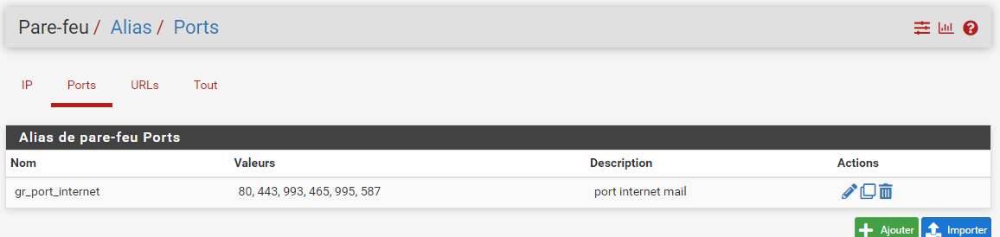 Pare-feu / Alias / Ports
IP Ports URLs Tout
Alias de pare-feu Ports
Nom Valeurs Description Actions
gr_port_internet 80, 443, 993, 465, 995, 587 port internet mail
Ajouter Importer